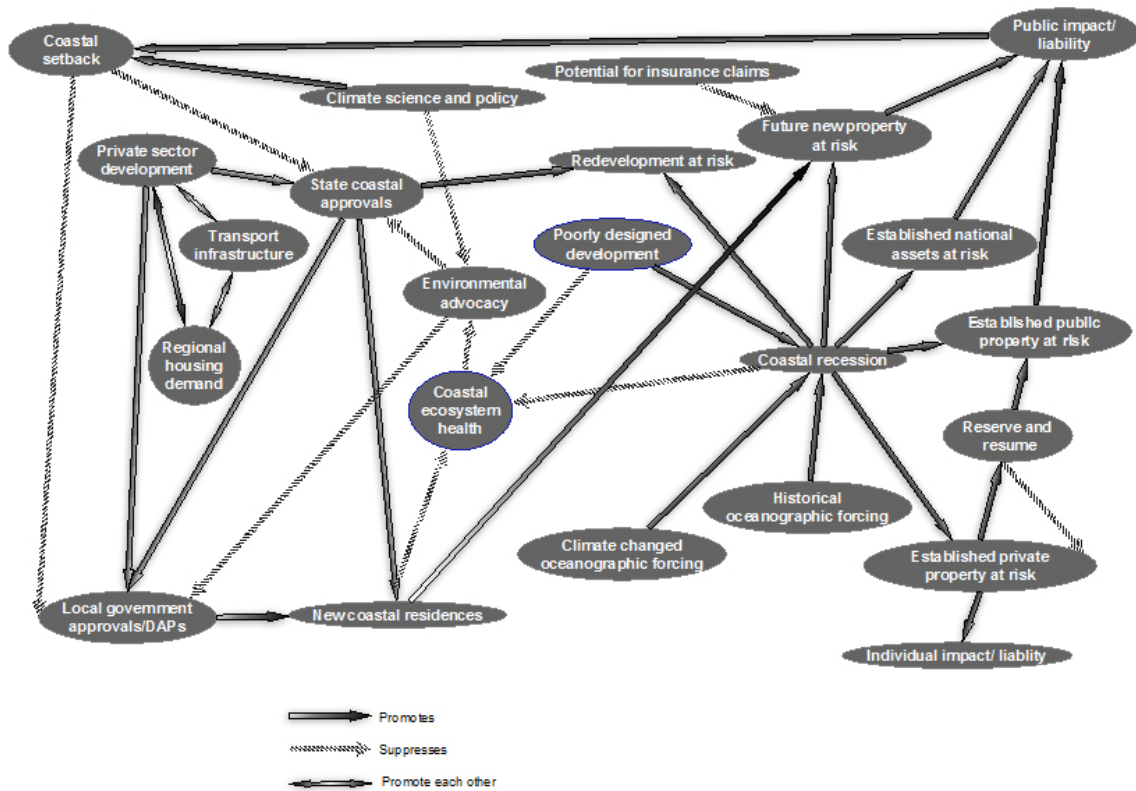 Coastal
setback
Public impact/
liability
Potential for insurance claims
Climate science and policy
Future new property
at risk
Private sector
development
Redevelopment at risk
State coastal
approvals
Transport
infrastructure
Poorly designed
development
Established national
assets at risk
Environmental
advocacy
Established public
property at risk
Regional
housing
demand
Coastal recession
Coastal
ecosystem
health
Reserve and
resume
Historical
oceanographic forcing
Climate changed
oceanographic forcing
Established private
property at risk
Local government
approvals/DAPs
New coastal residences
Individual impact/ liablity
Promotes
Suppresses
Promote each other